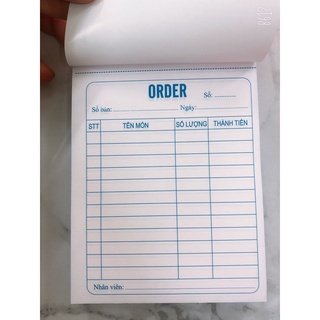 ORDER
Số: ............
Số bàn: ........................ Ngày: ..................
STT TÊN MÓN SỐ LƯỢNG THÀNH TIỀN
Nhân viên: ........................